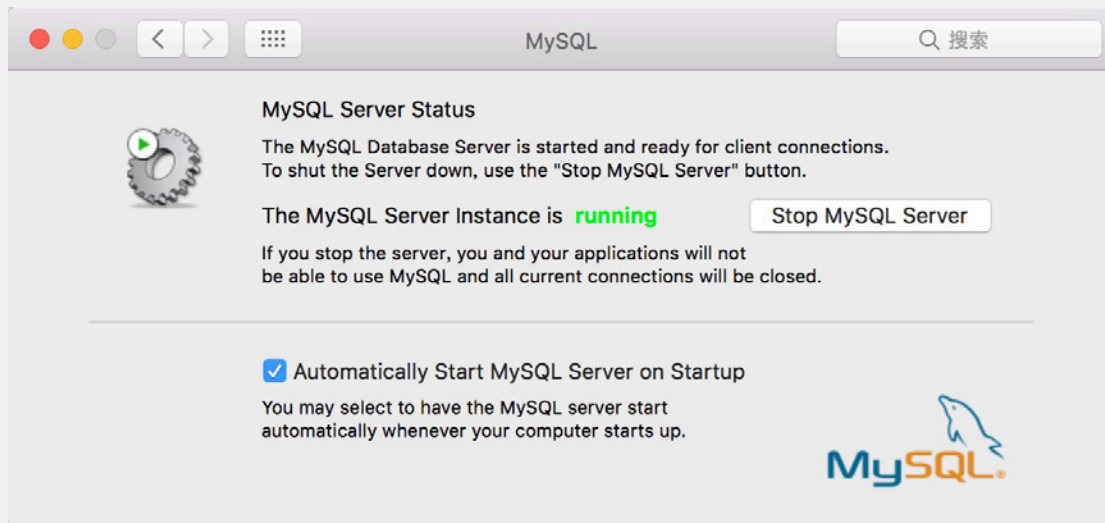 MySQL
搜索
MySQL Server Status
The MySQL Database Server is started and ready for client connections.
To shut the Server down, use the "Stop MySQL Server" button.
The MySQL Server Instance is running
Stop MySQL Server
If you stop the server, you and your applications will not
be able to use MySQL and all current connections will be closed.
Automatically Start MySQL Server on Startup
You may select to have the MySQL server start
automatically whenever your computer starts up.
MySQL®